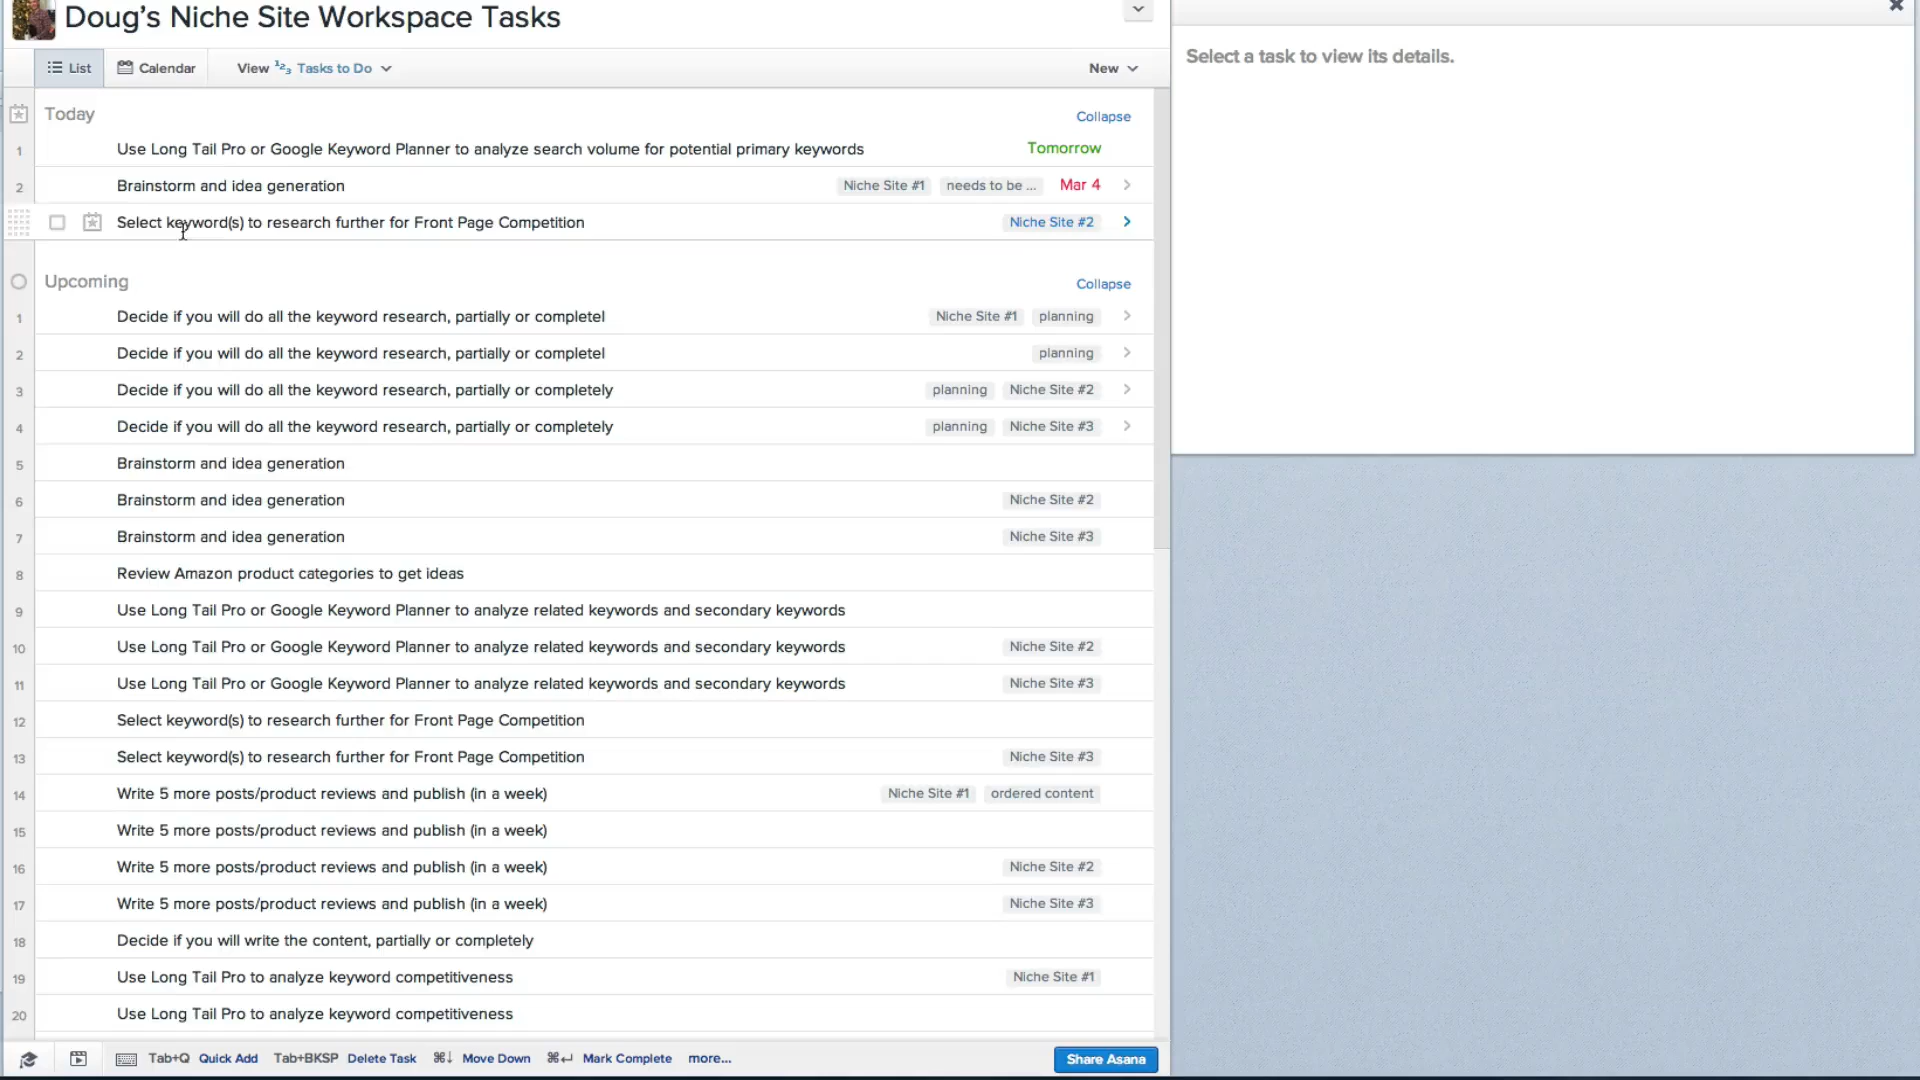 Doug's Niche Site Workspace Tasks
List Calendar View 123 Tasks to Do New
Select a task to view its details.
Today Collapse
1 Use Long Tail Pro or Google Keyword Planner to analyze search volume for potential primary keywords Tomorrow
2 Brainstorm and idea generation Niche Site #1 needs to be ... Mar 4
Select keyword(s) to research further for Front Page Competition Niche Site #2
Upcoming Collapse
1 Decide if you will do all the keyword research, partially or completel Niche Site #1 planning
2 Decide if you will do all the keyword research, partially or completel planning
3 Decide if you will do all the keyword research, partially or completely planning Niche Site #2
4 Decide if you will do all the keyword research, partially or completely planning Niche Site #3
5 Brainstorm and idea generation
6 Brainstorm and idea generation Niche Site #2
7 Brainstorm and idea generation Niche Site #3
8 Review Amazon product categories to get ideas
9 Use Long Tail Pro or Google Keyword Planner to analyze related keywords and secondary keywords
10 Use Long Tail Pro or Google Keyword Planner to analyze related keywords and secondary keywords Niche Site #2
11 Use Long Tail Pro or Google Keyword Planner to analyze related keywords and secondary keywords Niche Site #3
12 Select keyword(s) to research further for Front Page Competition
13 Select keyword(s) to research further for Front Page Competition Niche Site #3
14 Write 5 more posts/product reviews and publish (in a week) Niche Site #1 ordered content
15 Write 5 more posts/product reviews and publish (in a week)
16 Write 5 more posts/product reviews and publish (in a week) Niche Site #2
17 Write 5 more posts/product reviews and publish (in a week) Niche Site #3
18 Decide if you will write the content, partially or completely
19 Use Long Tail Pro to analyze keyword competitiveness Niche Site #1
20 Use Long Tail Pro to analyze keyword competitiveness
Tab+Q Quick Add Tab+BKSP Delete Task ⌘↓ Move Down ⌘↵ Mark Complete more... Share Asana